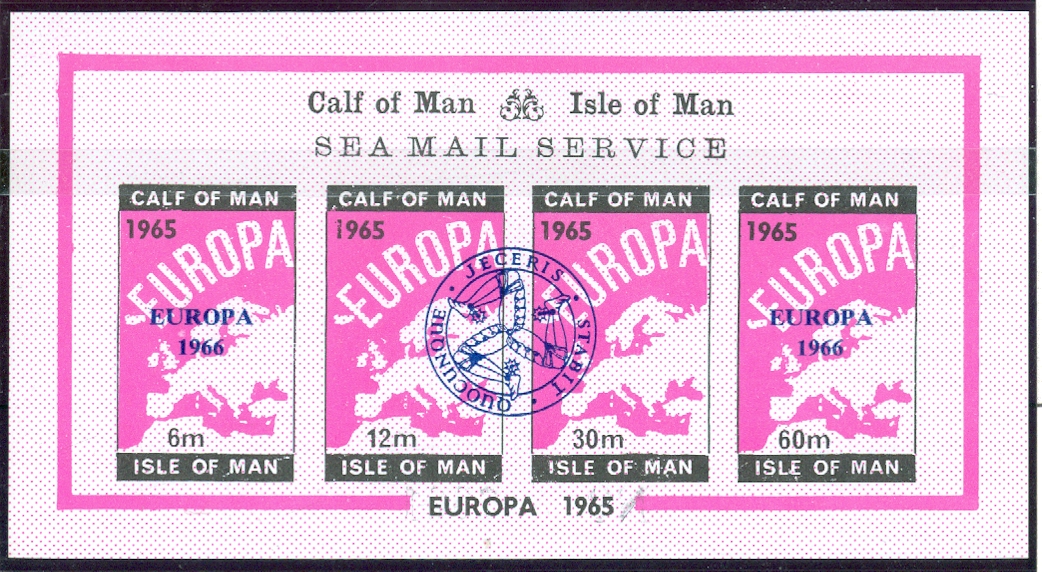 Calf of Man Isle of Man
SEA MAIL SERVICE
CALF OF MAN
1965
EUROPA
EUROPA
1966
6m
ISLE OF MAN
CALF OF MAN
1965
EUROPA
12m
ISLE OF MAN
CALF OF MAN
1965
EUROPA
30m
ISLE OF MAN
CALF OF MAN
1965
EUROPA
EUROPA
1966
60m
ISLE OF MAN
QUOCUNQUE · JECERIS · STABIT ·
EUROPA 1965